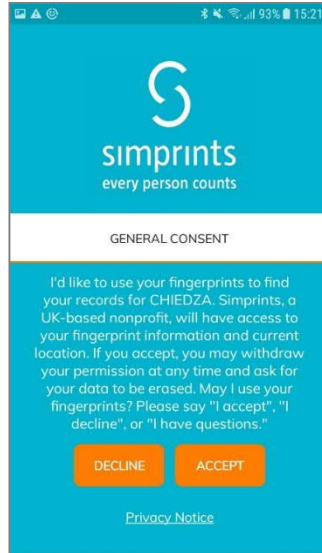 93% 15:21
simprints
every person counts
GENERAL CONSENT
I'd like to use your fingerprints to find
your records for CHIEDZA. Simprints, a
UK-based nonprofit, will have access to
your fingerprint information and current
location. If you accept, you may withdraw
your permission at any time and ask for
your data to be erased. May I use your
fingerprints? Please say "I accept", "I
decline", or "I have questions."
DECLINE ACCEPT
Privacy Notice